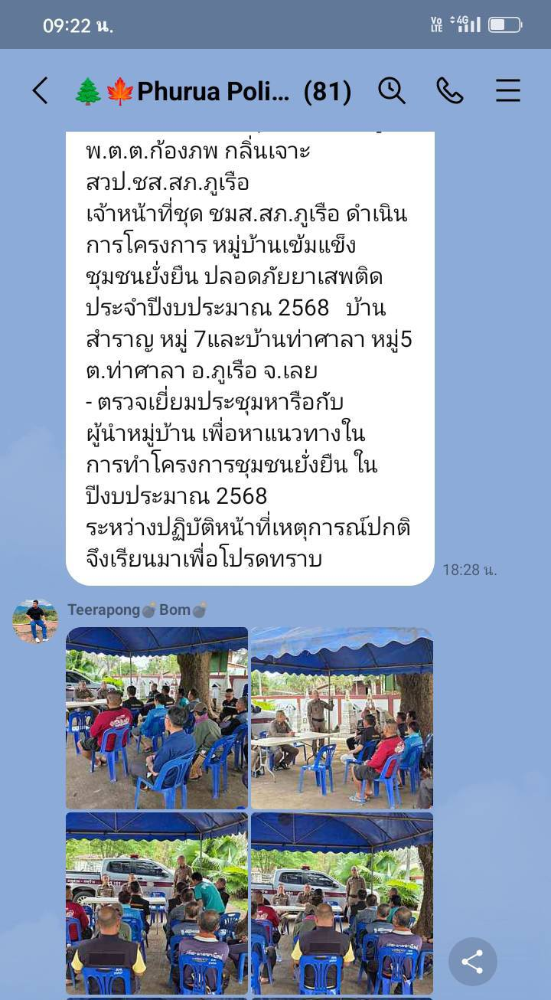 09:22 น.
Vo LTE 4G
🌲🍁Phurua Poli... (81)
พ.ต.ต.ก้องภพ กลิ่นเจาะ
สวป.ชส.สภ.ภูเรือ
เจ้าหน้าที่ชุด ชมส.สภ.ภูเรือ ดำเนิน
การโครงการ หมู่บ้านเข้มแข็ง
ชุมชนยั่งยืน ปลอดภัยยาเสพติด
ประจำปีงบประมาณ 2568 บ้าน
สำราญ หมู่ 7และบ้านท่าศาลา หมู่5
ต.ท่าศาลา อ.ภูเรือ จ.เลย
- ตรวจเยี่ยมประชุมหารือกับ
ผู้นำหมู่บ้าน เพื่อหาแนวทางใน
การทำโครงการชุมชนยั่งยืน ใน
ปีงบประมาณ 2568
ระหว่างปฏิบัติหน้าที่เหตุการณ์ปกติ
จึงเรียนมาเพื่อโปรดทราบ
18:28 น.
Teerapong💣Bom💣